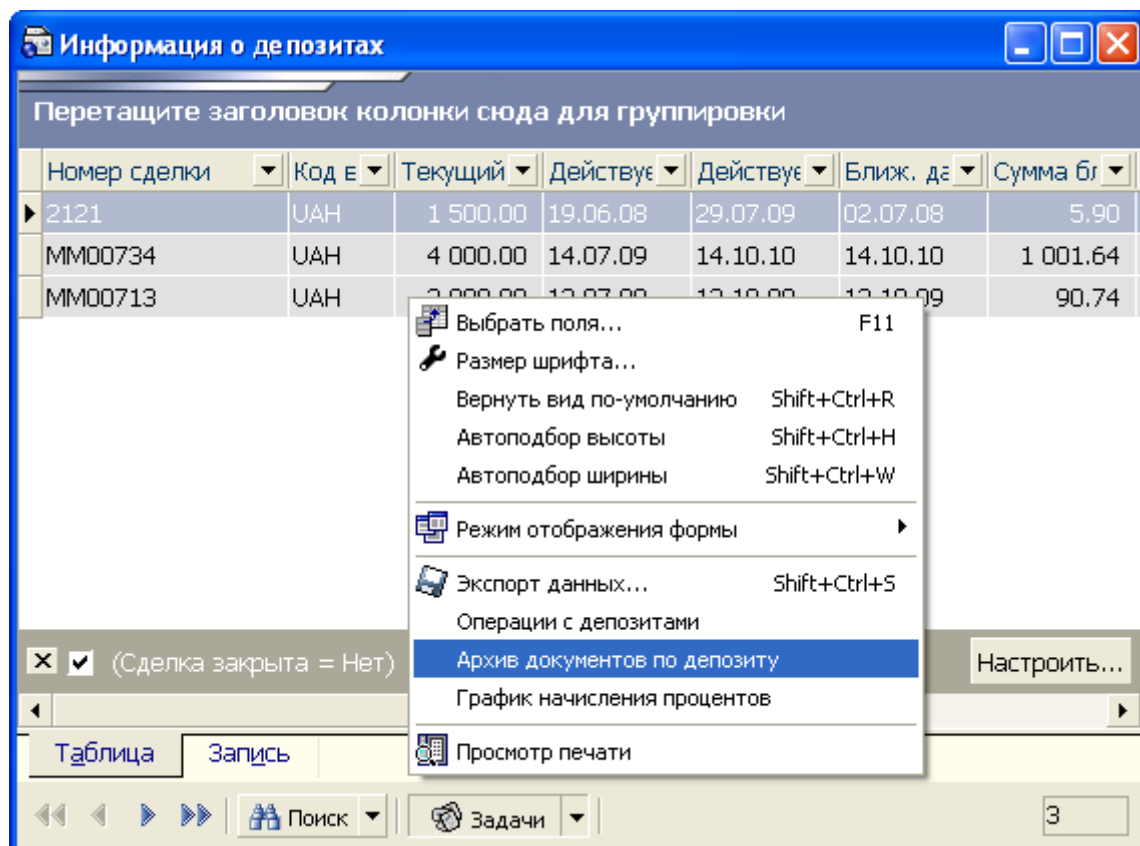 Информация о депозитах
Перетащите заголовок колонки сюда для группировки
Номер сделки Код в Текущий Действуе Действуе Ближ. да Сумма бл
2121 UAH 1 500.00 19.06.08 29.07.09 02.07.08 5.90
MM00734 UAH 4 000.00 14.07.09 14.10.10 14.10.10 1 001.64
MM00713 UAH 90.74
Выбрать поля... F11
Размер шрифта...
Вернуть вид по-умолчанию Shift+Ctrl+R
Автоподбор высоты Shift+Ctrl+H
Автоподбор ширины Shift+Ctrl+W
Режим отображения формы
Экспорт данных... Shift+Ctrl+S
Операции с депозитами
Архив документов по депозиту
График начисления процентов
Просмотр печати
(Сделка закрыта = Нет) Настроить...
Таблица Запись
Поиск Задачи 3